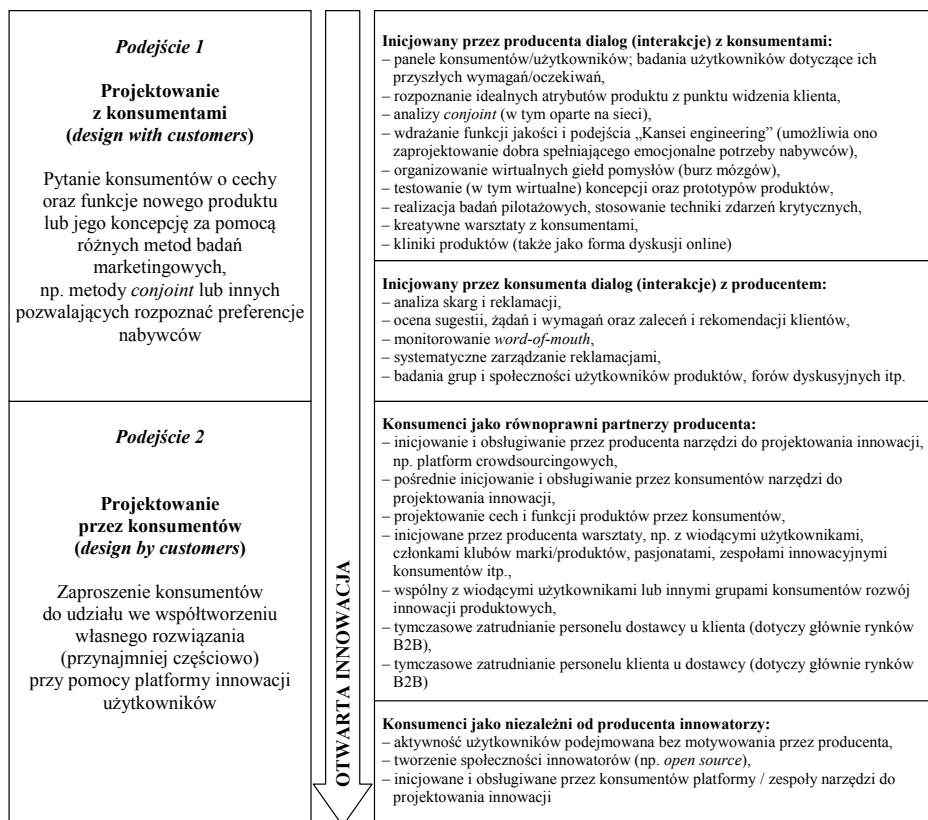 Podejście 1
Projektowanie
z konsumentami
(design with customers)
Pytanie konsumentów o cechy
oraz funkcje nowego produktu
lub jego koncepcję za pomocą
różnych metod badań
marketingowych,
np. metody conjoint lub innych
pozwalających rozpoznać preferencje
nabywców
Inicjowany przez producenta dialog (interakcje) z konsumentami:
– panele konsumentów/użytkowników; badania użytkowników dotyczące ich
przyszłych wymagań/oczekiwań,
– rozpoznanie idealnych atrybutów produktu z punktu widzenia klienta,
– analizy conjoint (w tym oparte na sieci),
– wdrażanie funkcji jakości i podejścia „Kansei engineering” (umożliwia ono
zaprojektowanie dobra spełniającego emocjonalne potrzeby nabywców),
– organizowanie wirtualnych giełd pomysłów (burz mózgów),
– testowanie (w tym wirtualne) koncepcji oraz prototypów produktów,
– realizacja badań pilotażowych, stosowanie techniki zdarzeń krytycznych,
– kreatywne warsztaty z konsumentami,
– kliniki produktów (także jako forma dyskusji online)
Inicjowany przez konsumenta dialog (interakcje) z producentem:
– analiza skarg i reklamacji,
– ocena sugestii, żądań i wymagań oraz zaleceń i rekomendacji klientów,
– monitorowanie word-of-mouth,
– systematyczne zarządzanie reklamacjami,
– badania grup i społeczności użytkowników produktów, forów dyskusyjnych itp.
Podejście 2
Projektowanie
przez konsumentów
(design by customers)
Zaproszenie konsumentów
do udziału we współtworzeniu
własnego rozwiązania
(przynajmniej częściowo)
przy pomocy platformy innowacji
użytkowników
OTWARTA INNOWACJA
Konsumenci jako równoprawni partnerzy producenta:
– inicjowanie i obsługiwanie przez producenta narzędzi do projektowania innowacji,
np. platform crowdsourcingowych,
– pośrednie inicjowanie i obsługiwanie przez konsumentów narzędzi do
projektowania innowacji,
– projektowanie cech i funkcji produktów przez konsumentów,
– inicjowane przez producenta warsztaty, np. z wiodącymi użytkownikami,
członkami klubów marki/produktów, pasjonatami, zespołami innowacyjnymi
konsumentów itp.,
– wspólny z wiodącymi użytkownikami lub innymi grupami konsumentów rozwój
innowacji produktowych,
– tymczasowe zatrudnianie personelu dostawcy u klienta (dotyczy głównie rynków
B2B),
– tymczasowe zatrudnianie personelu klienta u dostawcy (dotyczy głównie rynków
B2B)
Konsumenci jako niezależni od producenta innowatorzy:
– aktywność użytkowników podejmowana bez motywowania przez producenta,
– tworzenie społeczności innowatorów (np. open source),
– inicjowane i obsługiwane przez konsumentów platformy / zespoły narzędzi do
projektowania innowacji